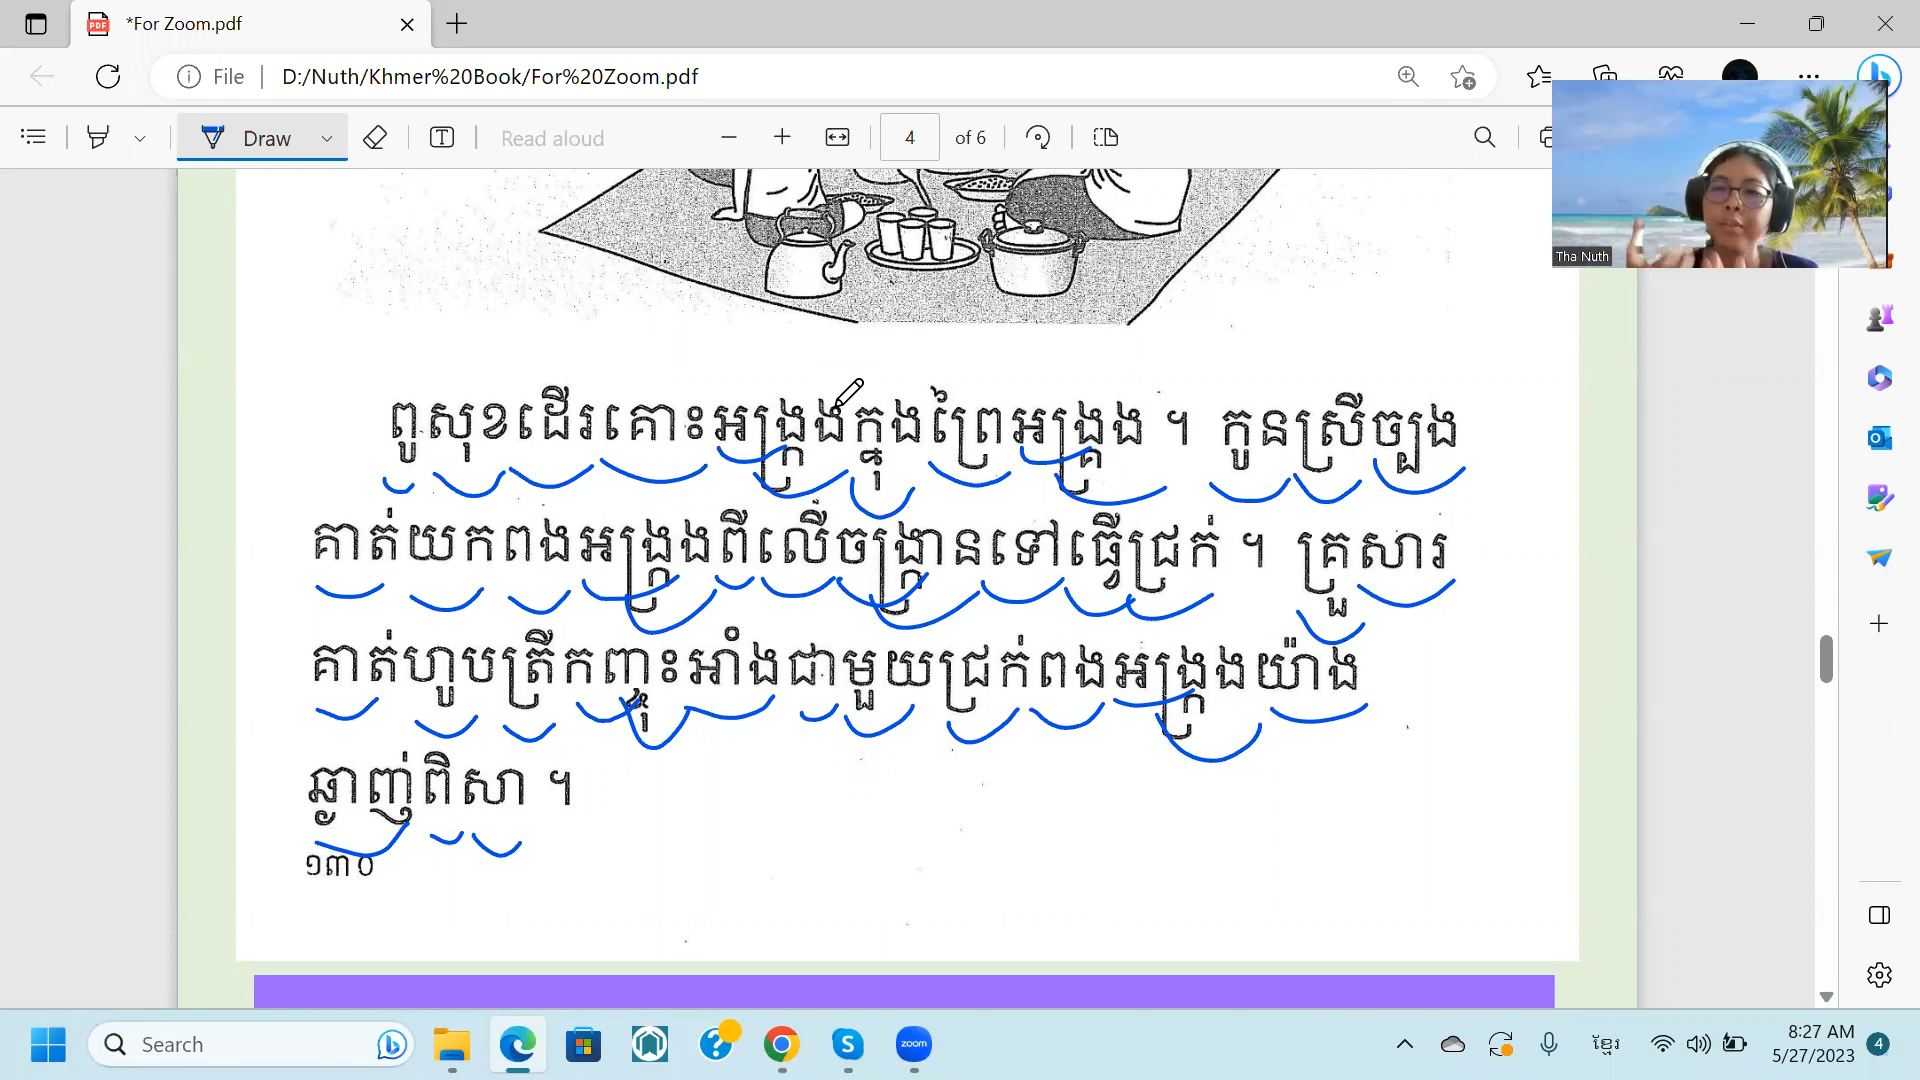 *For Zoom.pdf
File
D:/Nuth/Khmer%20Book/For%20Zoom.pdf
Draw
Read aloud
4
of 6
Tha Nuth
ពូសុខដើរគោះអង្ក្រងក្នុងព្រៃអង្គ្រង ។ កូនស្រីច្បង
គាត់យកពងអង្ក្រងពីលើចង្ក្រានទៅធ្វើជ្រក់ ។ គ្រួសារ
គាត់ហូបត្រីកញ្ចុះអាំងជាមួយជ្រក់ពងអង្ក្រងយ៉ាង
ឆ្ងាញ់ពិសា ។
១៣០
Search
zoom
ខ្មែរ
8:27 AM
5/27/2023
4